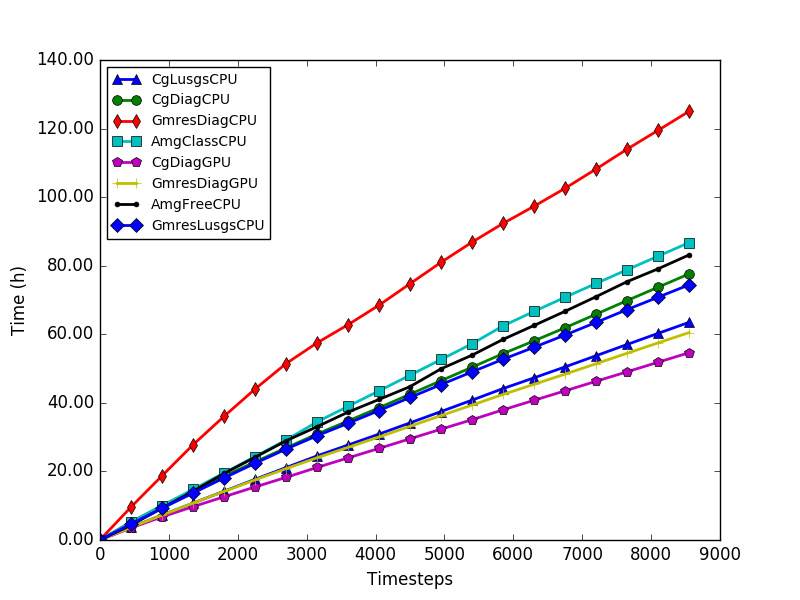 140.00
120.00
100.00
80.00
60.00
40.00
20.00
0.00
Time (h)
CgLusgsCPU
CgDiagCPU
GmresDiagCPU
AmgClassCPU
CgDiagGPU
GmresDiagGPU
AmgFreeCPU
GmresLusgsCPU
0 1000 2000 3000 4000 5000 6000 7000 8000 9000
Timesteps